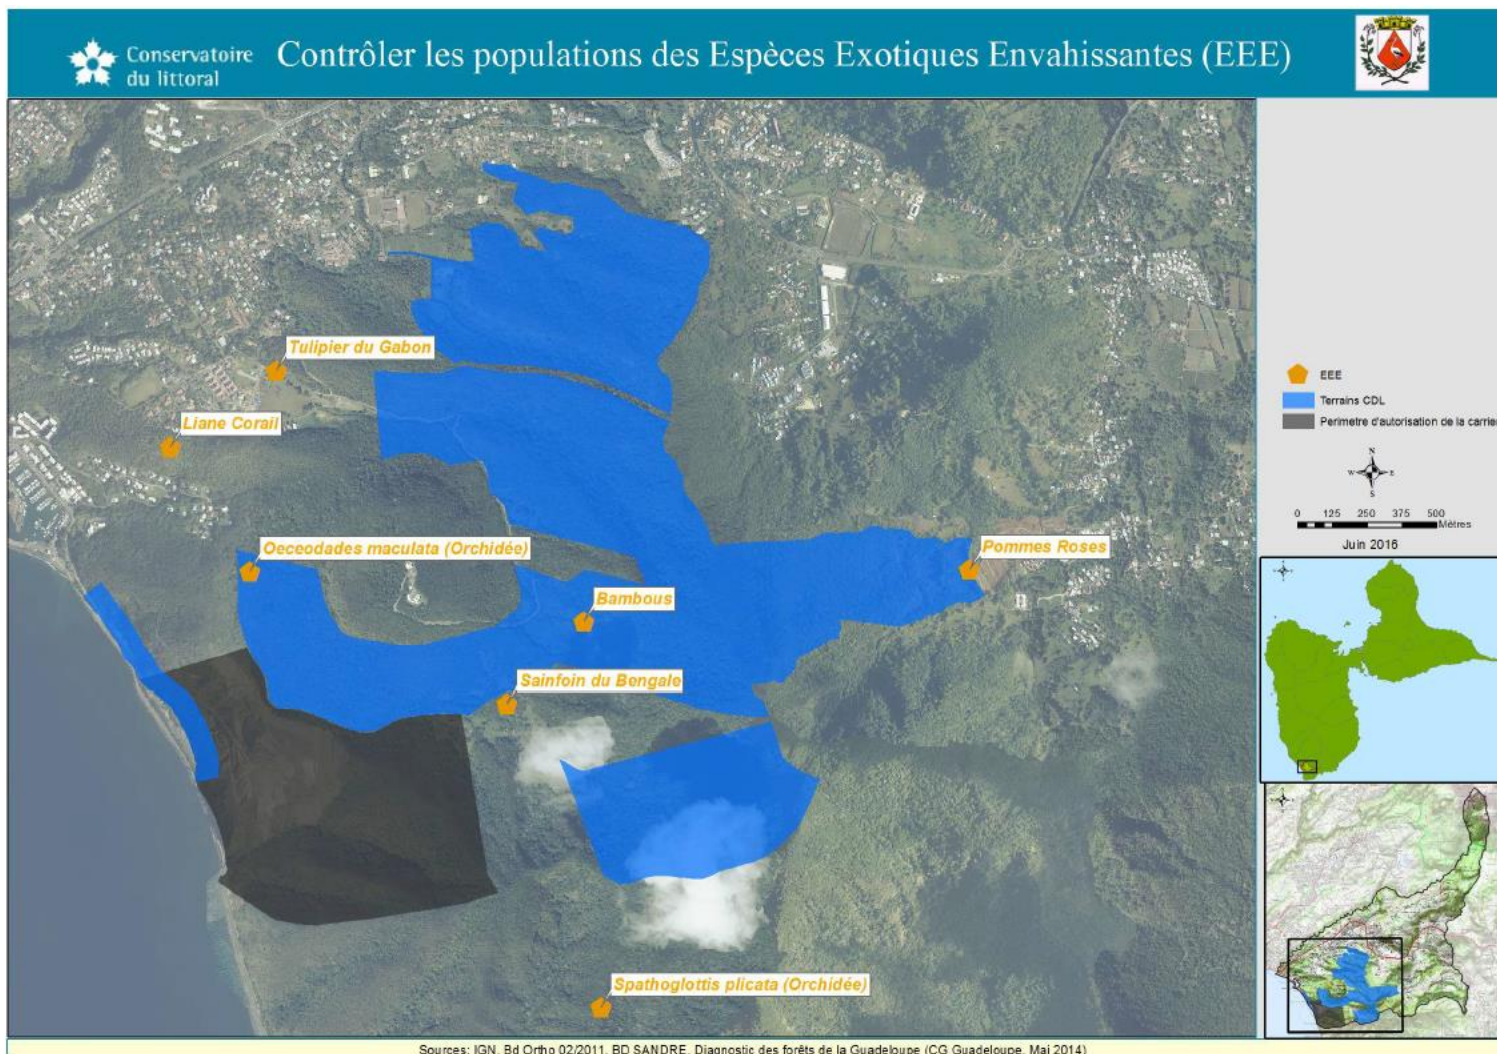 Conservatoire
du littoral
Contrôler les populations des Espèces Exotiques Envahissantes (EEE)
Tulipier du Gabon
Liane Corail
Oeceodades maculata (Orchidée)
Pommes Roses
Bambous
Sainfoin du Bengale
Spathoglottis plicata (Orchidée)
EEE
Terrains CDL
Perimetre d'autorisation de la carrier
N
W E
S
0 125 250 375 500
Mètres
Juin 2016
Sources: IGN, Bd Ortho 02/2011, BD SANDRE, Diagnostic des forêts de la Guadeloupe (CG Guadeloupe, Mai 2014)